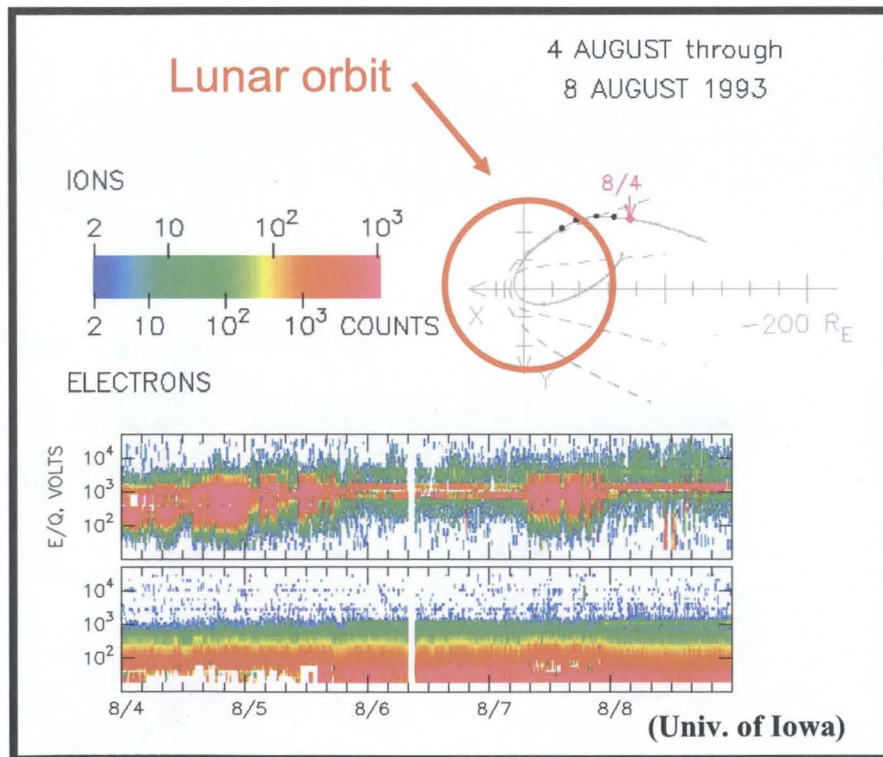 4 AUGUST through
8 AUGUST 1993
Lunar orbit
IONS
2 10 10² 10³
2 10 10² 10³ COUNTS
ELECTRONS
8/4
X
-200 R_E
Y
E/Q, VOLTS
10⁴
10³
10²
10⁴
10³
10²
8/4 8/5 8/6 8/7 8/8
(Univ. of Iowa)